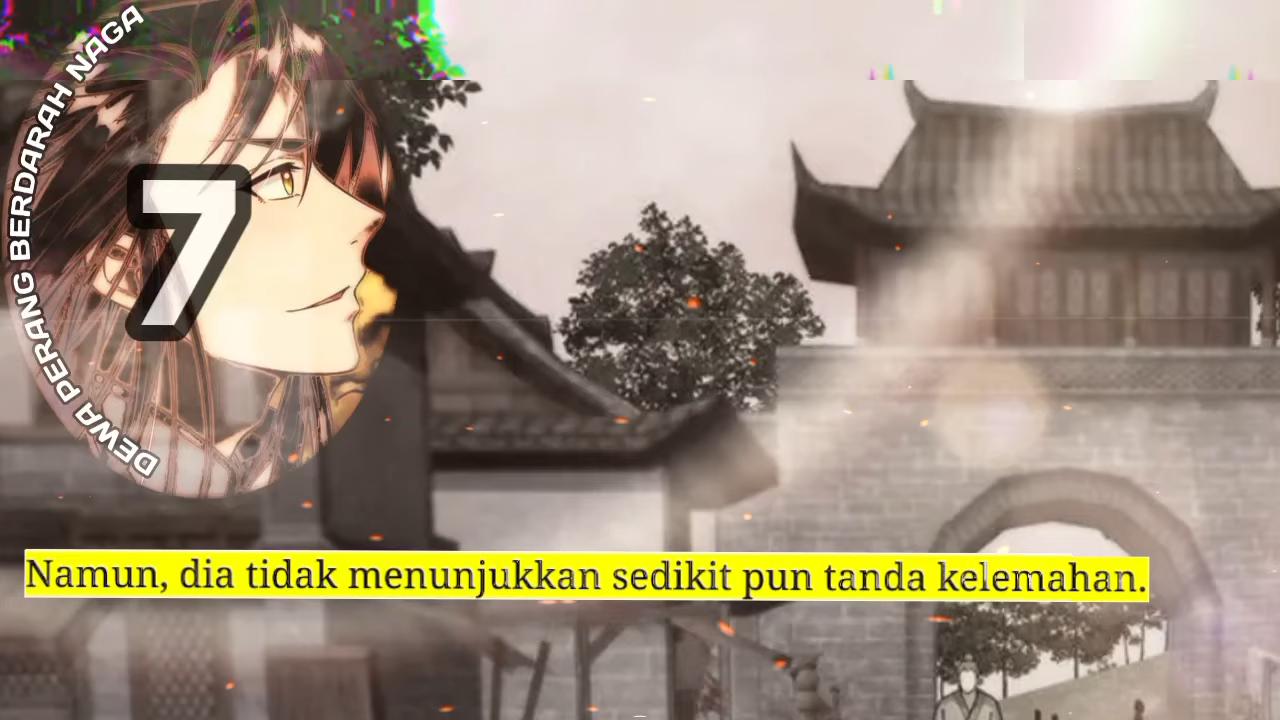 DEWA PERANG BERDARAH NAGA
7
Namun, dia tidak menunjukkan sedikit pun tanda kelemahan.